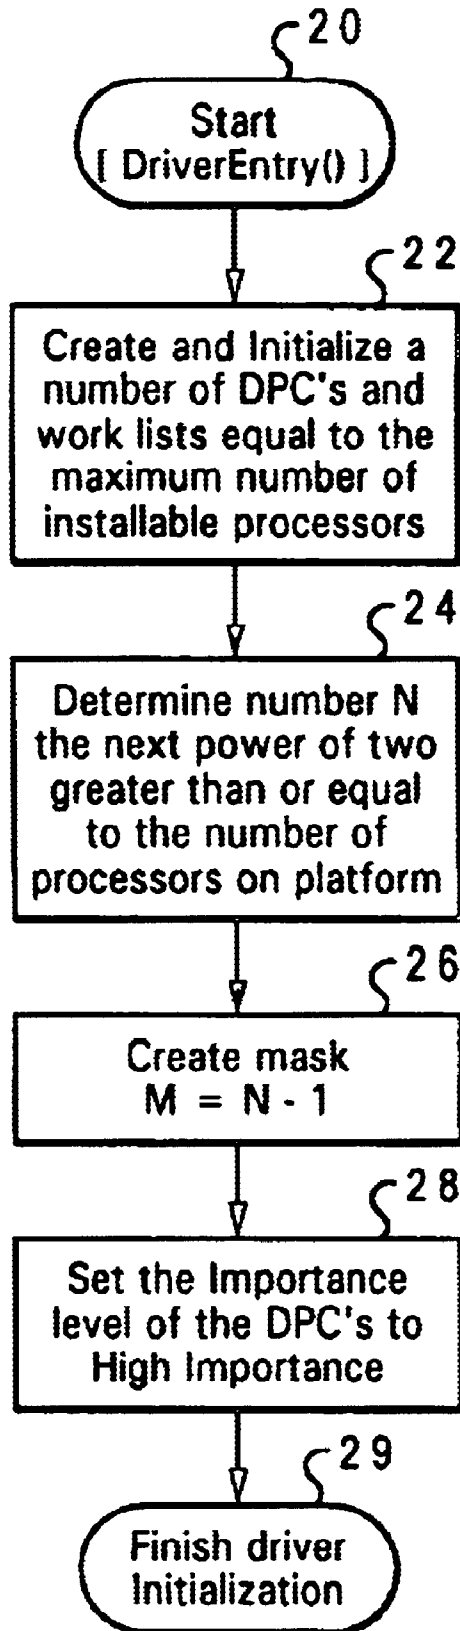 20
Start
[ DriverEntry() ]
22
Create and Initialize a
number of DPC's and
work lists equal to the
maximum number of
installable processors
24
Determine number N
the next power of two
greater than or equal
to the number of
processors on platform
26
Create mask
M = N - 1
28
Set the Importance
level of the DPC's to
High Importance
29
Finish driver
Initialization